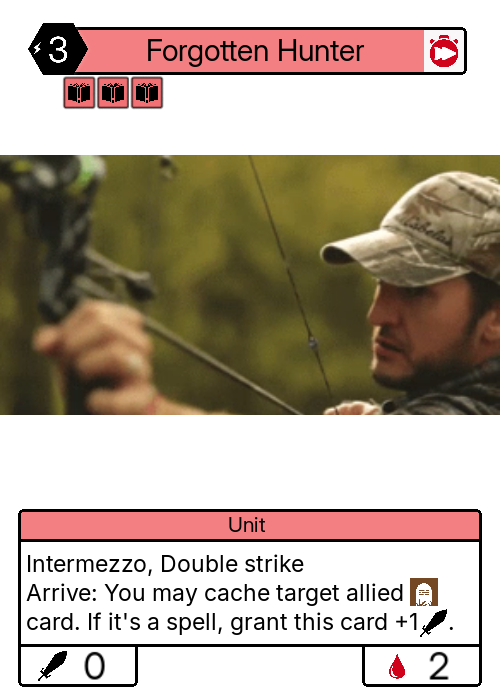 3
Forgotten Hunter
Unit
Intermezzo, Double strike
Arrive: You may cache target allied
card. If it's a spell, grant this card +1.
0
2